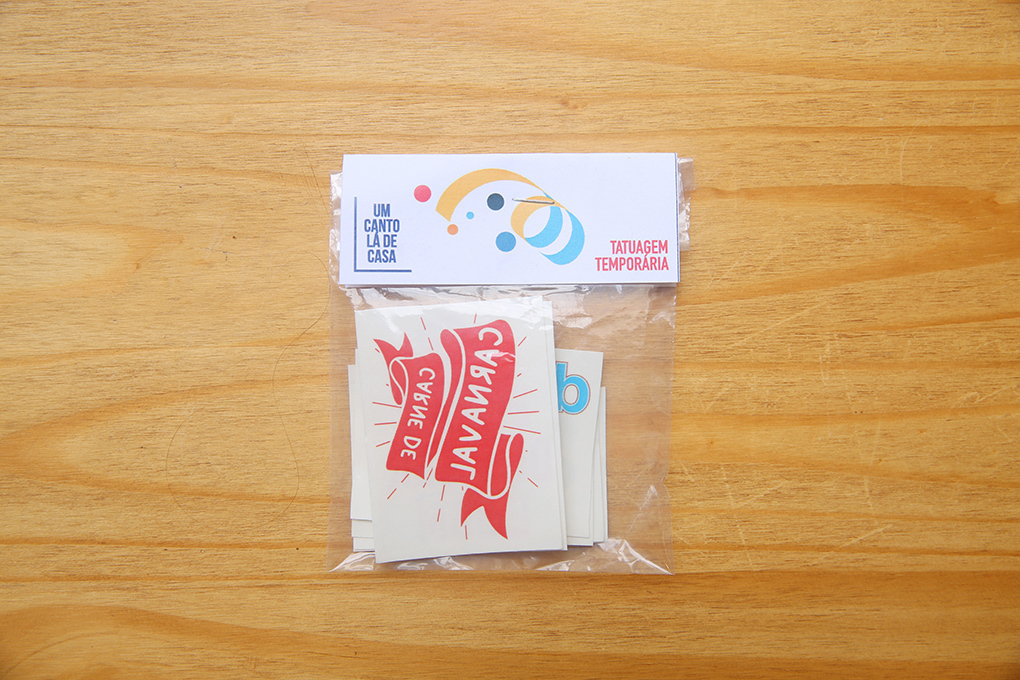 UM
CANTO
LÁ DE
CASA
TATUAGEM
TEMPORÁRIA
CARNE DE
CARNAVAL
b